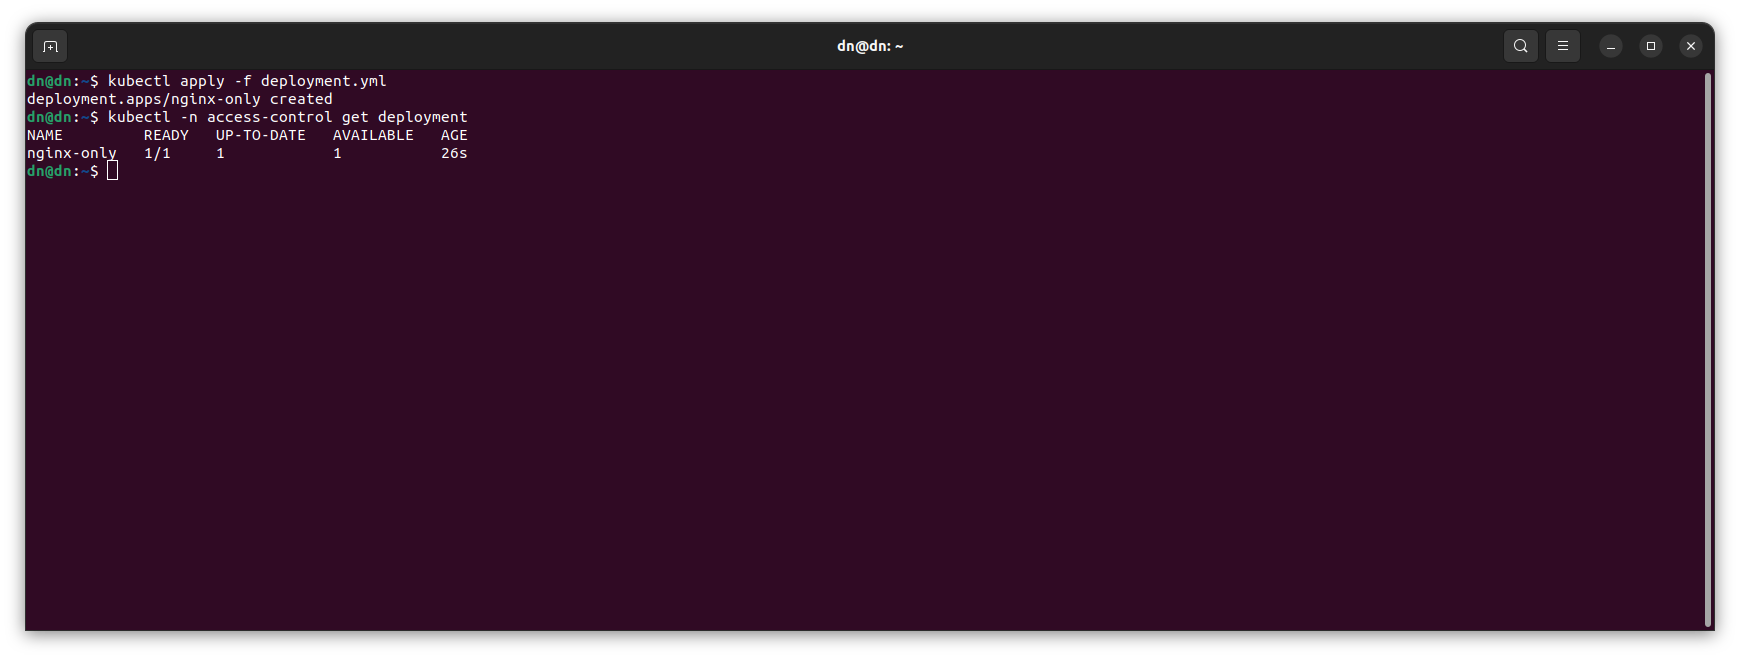 dn@dn: ~
dn@dn:~$ kubectl apply -f deployment.yml
deployment.apps/nginx-only created
dn@dn:~$ kubectl -n access-control get deployment
NAME         READY   UP-TO-DATE   AVAILABLE   AGE
nginx-only   1/1     1            1           26s
dn@dn:~$